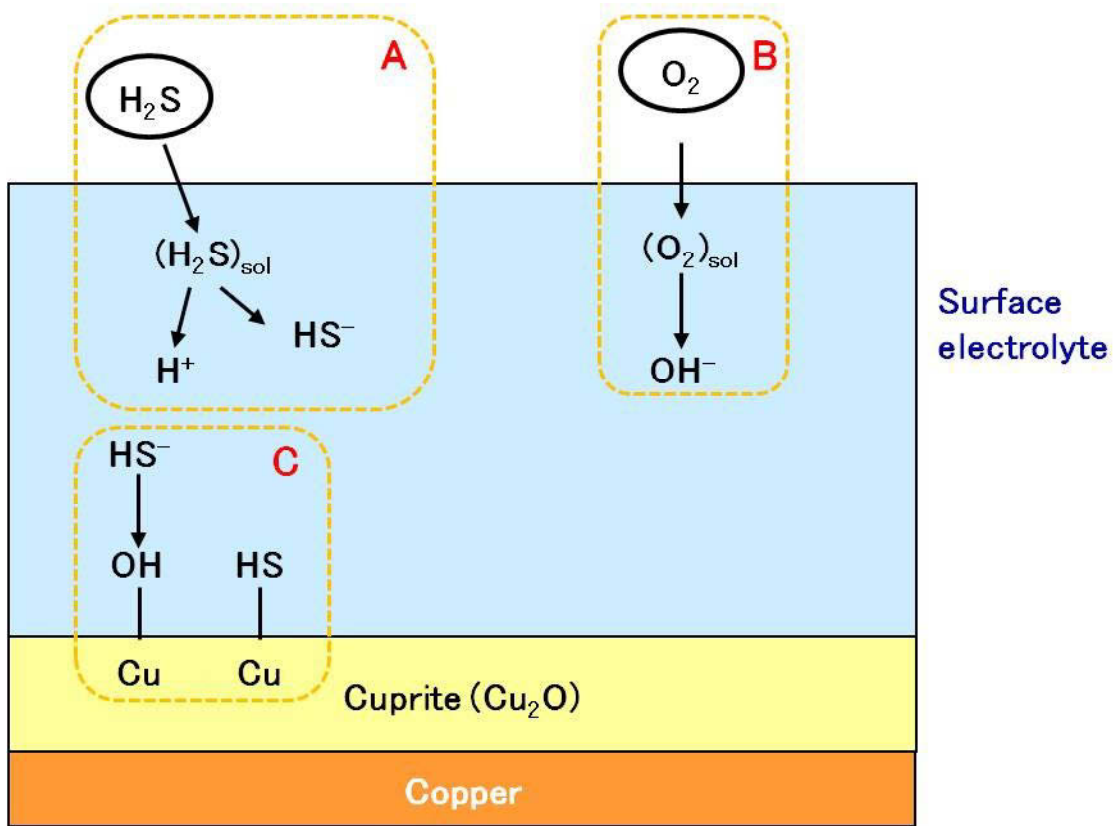 A
B
H₂S
O₂
(H₂S)sol
(O₂)sol
HS⁻
H⁺
OH⁻
Surface
electrolyte
HS⁻
C
OH
HS
Cu
Cu
Cuprite (Cu₂O)
Copper